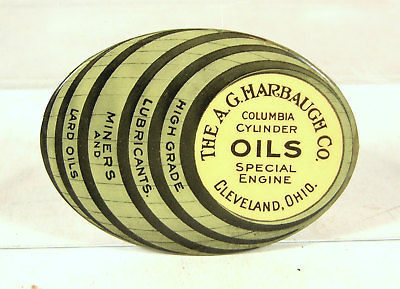 THE A.G. HARBAUGH CO.
COLUMBIA
CYLINDER
OILS
SPECIAL
ENGINE
CLEVELAND, OHIO.
HIGH GRADE
LUBRICANTS.
MINERS
AND
LARD OILS